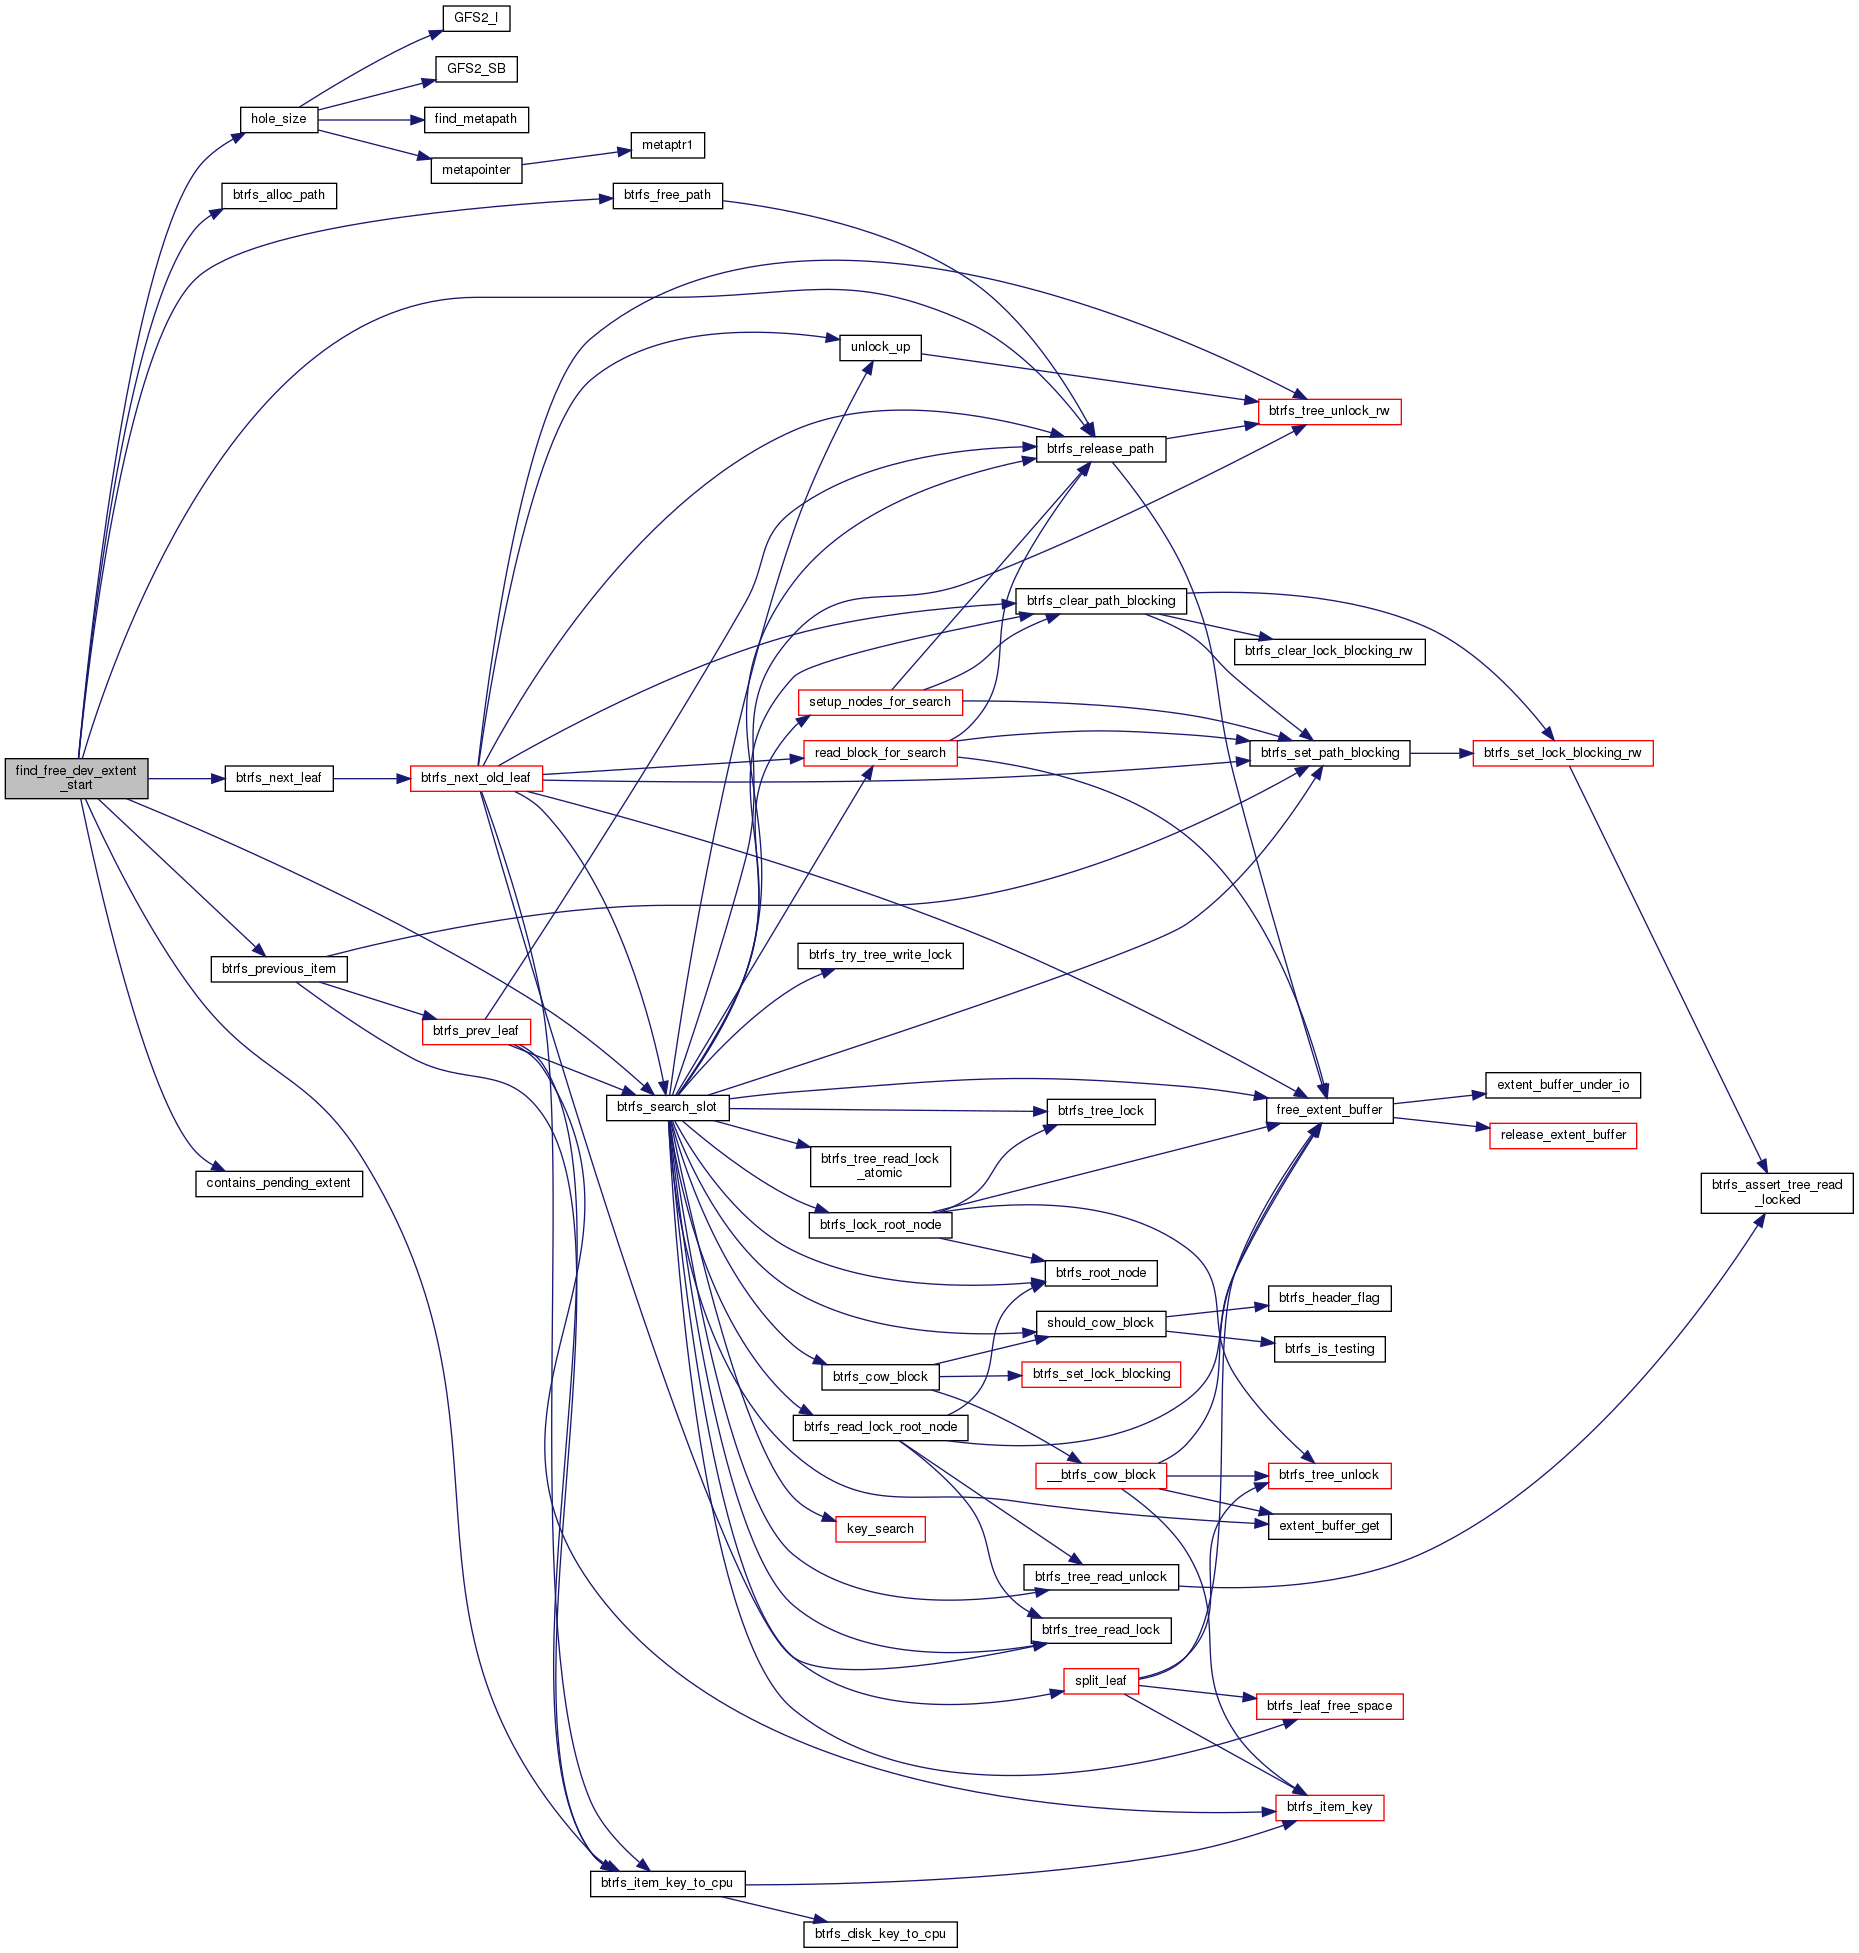 GFS2_I
GFS2_SB
hole_size
find_metapath
metaptr1
metapointer
btrfs_alloc_path
btrfs_free_path
unlock_up
btrfs_tree_unlock_rw
btrfs_release_path
btrfs_clear_path_blocking
btrfs_clear_lock_blocking_rw
setup_nodes_for_search
read_block_for_search
btrfs_set_path_blocking
btrfs_set_lock_blocking_rw
find_free_dev_extent
_start
btrfs_next_leaf
btrfs_next_old_leaf
btrfs_try_tree_write_lock
btrfs_previous_item
btrfs_prev_leaf
extent_buffer_under_io
btrfs_search_slot
btrfs_tree_lock
free_extent_buffer
release_extent_buffer
btrfs_tree_read_lock
_atomic
contains_pending_extent
btrfs_assert_tree_read
_locked
btrfs_lock_root_node
btrfs_root_node
btrfs_header_flag
should_cow_block
btrfs_is_testing
btrfs_cow_block
btrfs_set_lock_blocking
btrfs_read_lock_root_node
__btrfs_cow_block
btrfs_tree_unlock
key_search
extent_buffer_get
btrfs_tree_read_unlock
btrfs_tree_read_lock
split_leaf
btrfs_leaf_free_space
btrfs_item_key
btrfs_item_key_to_cpu
btrfs_disk_key_to_cpu